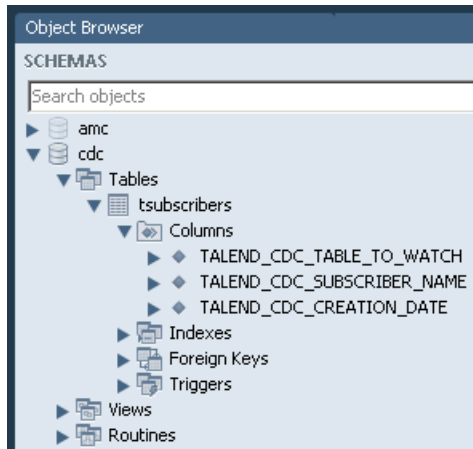 Object Browser
SCHEMAS
Search objects
amc
cdc
Tables
tsubscribers
Columns
TALEND_CDC_TABLE_TO_WATCH
TALEND_CDC_SUBSCRIBER_NAME
TALEND_CDC_CREATION_DATE
Indexes
Foreign Keys
Triggers
Views
Routines